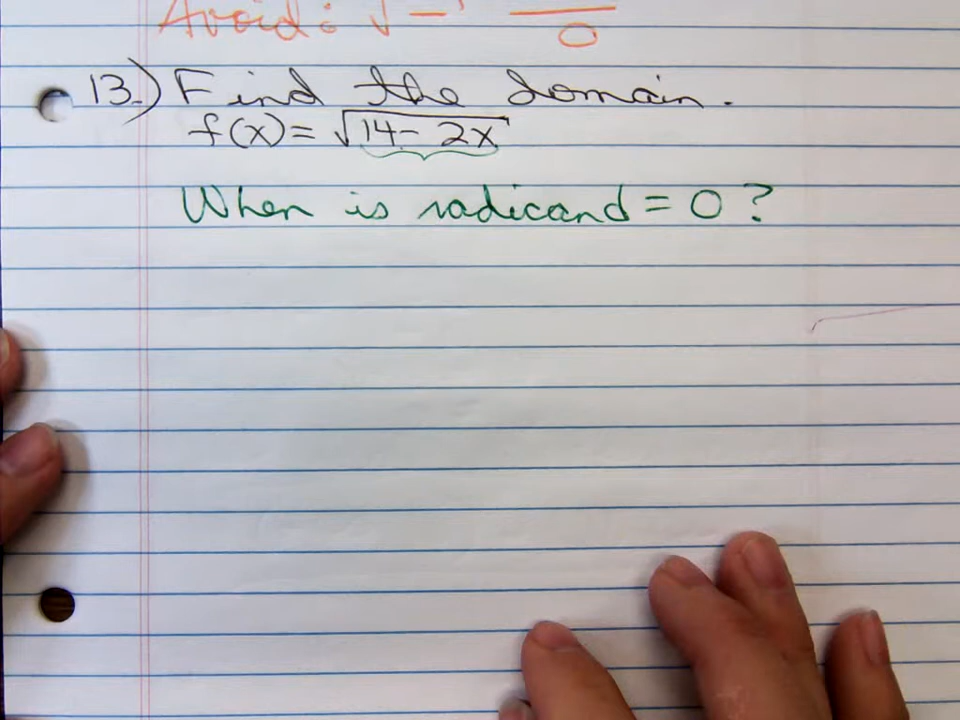 Avoid: √-' —/0
13.) Find the domain.
f(x) = √14 - 2x
When is radicand = 0 ?